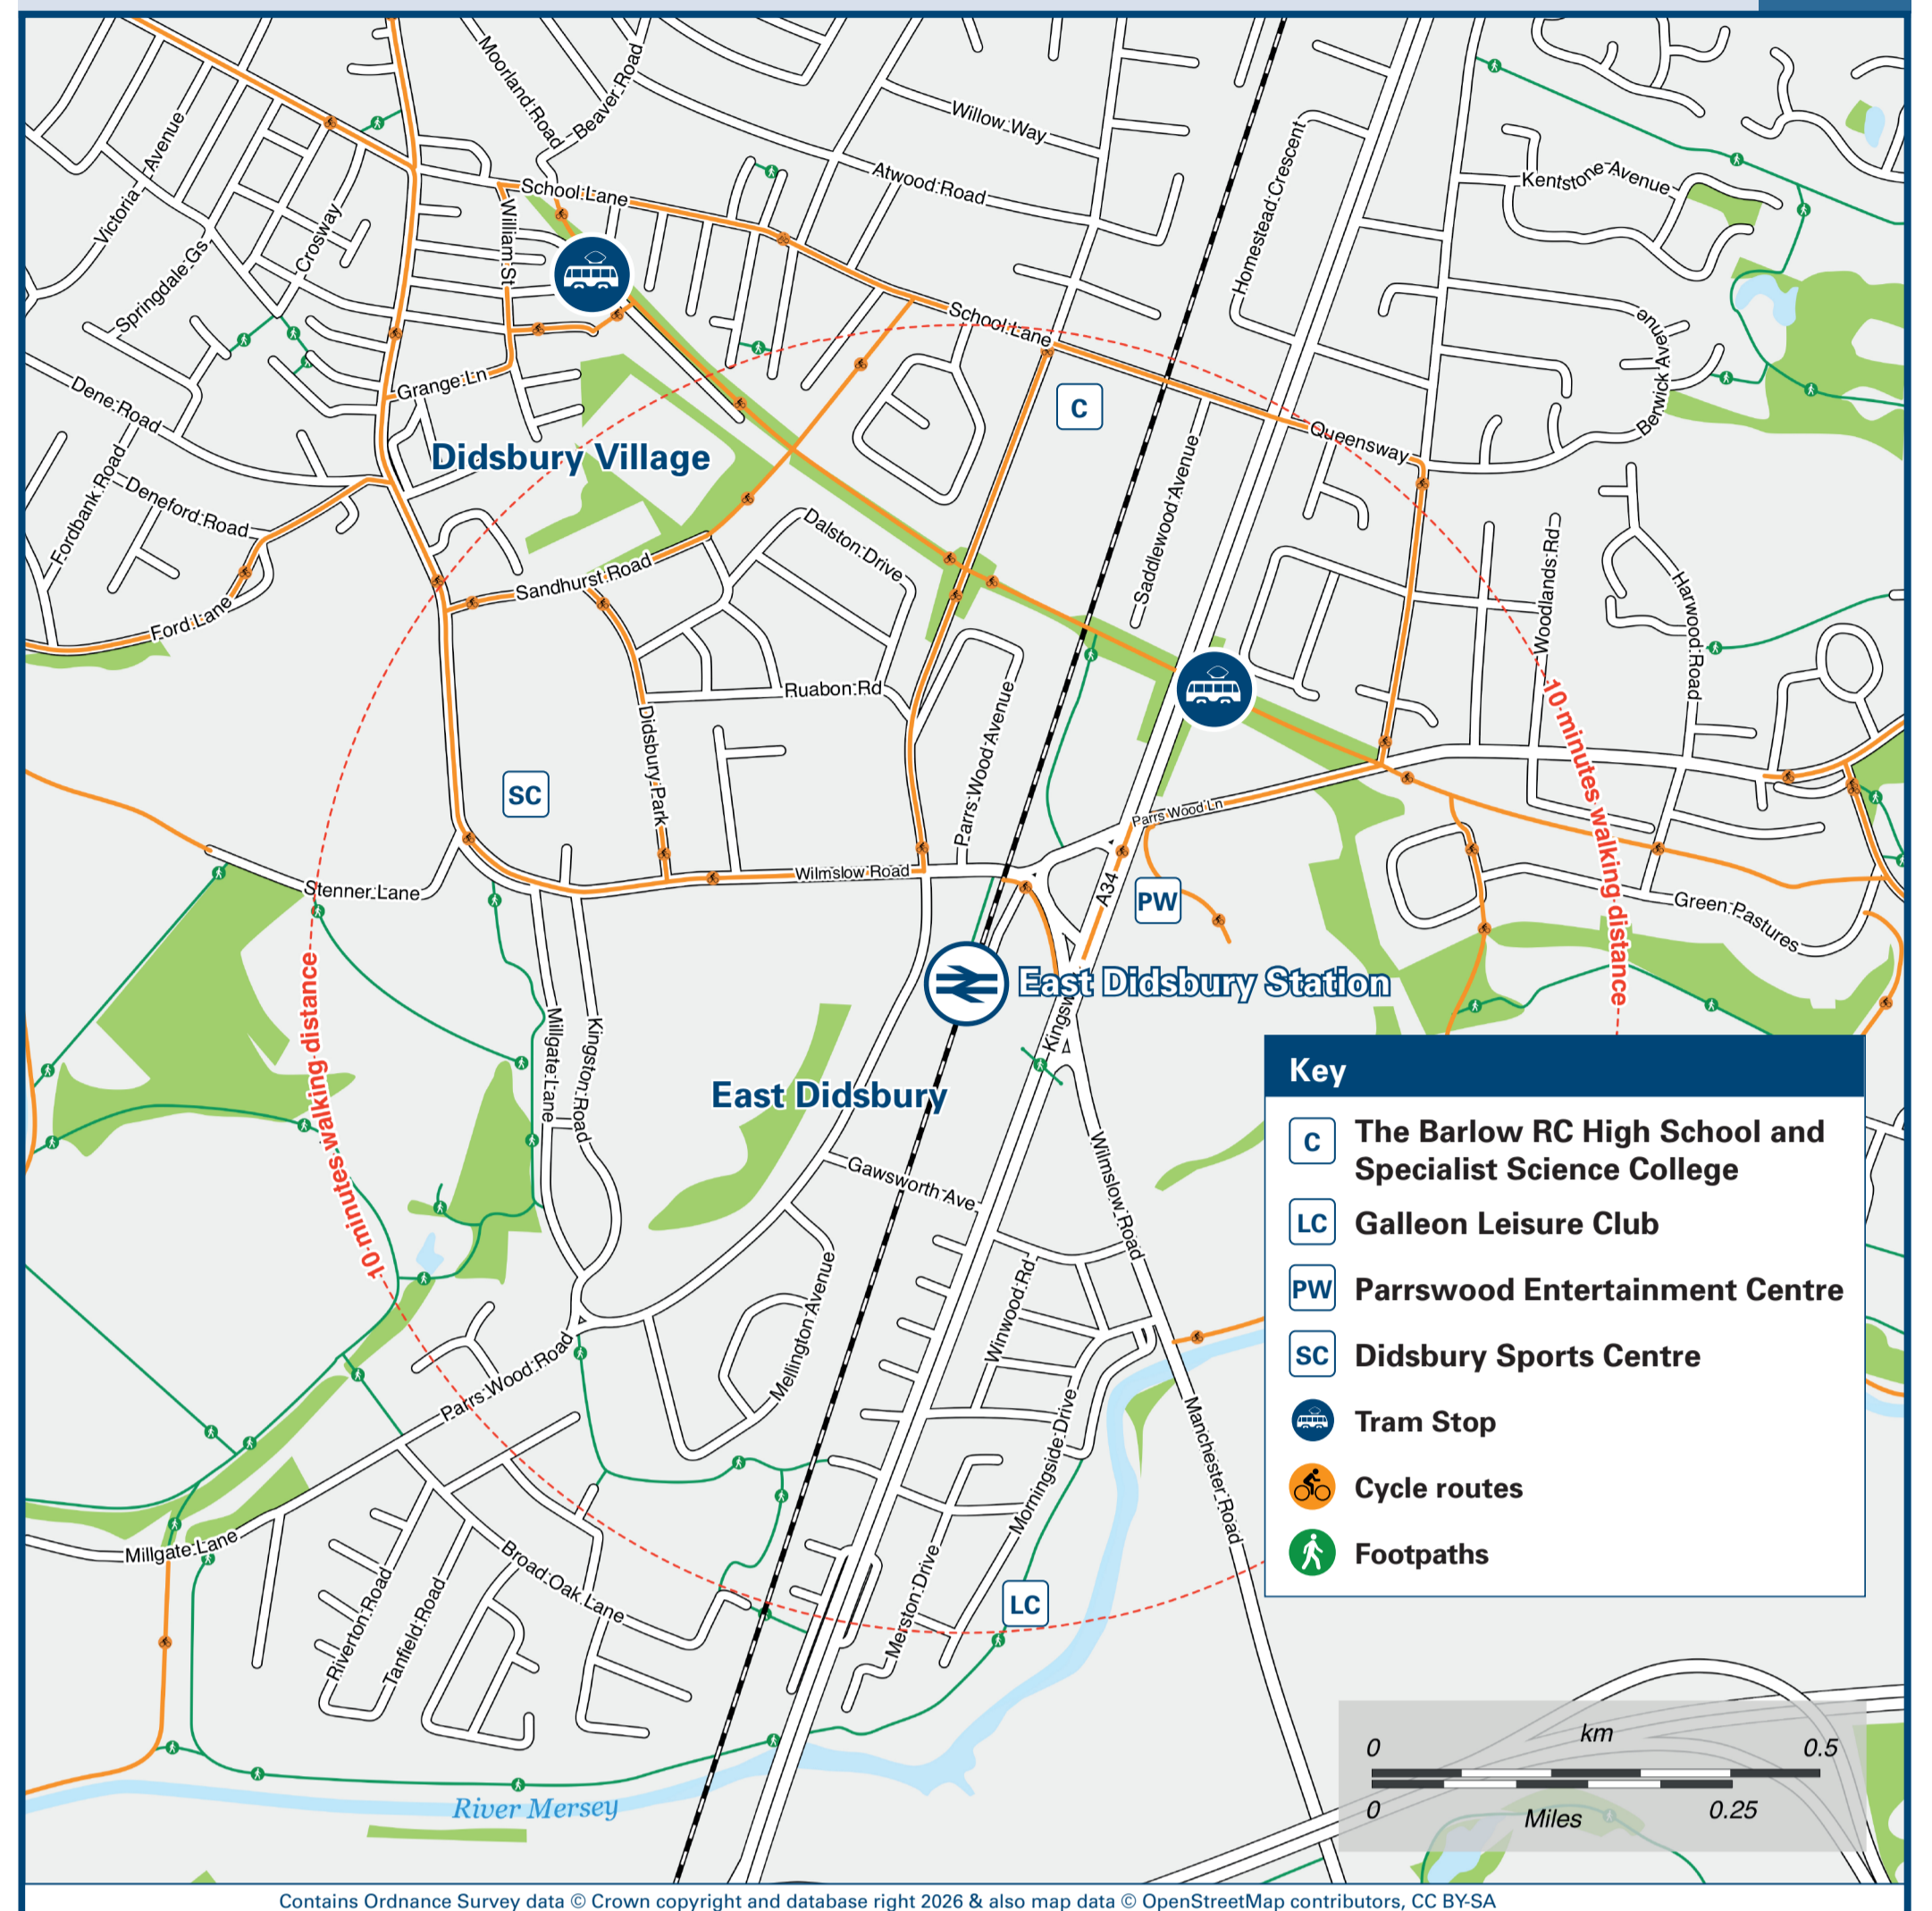 Moorland Road
Beaver Road
Willow Way
Victoria Avenue
School Lane
Atwood Road
Homestead Crescent
Kentstone Avenue
William St
Crosway
Springdale Gs
School Lane
Berwick Avenue
Grange Ln
Dene Road
C
Queensway
Didsbury Village
Fordbank Road
Deneford Road
Saddlewood Avenue
Dalston Drive
Woodlands Rd
Harwood Road
Sandhurst Road
Ford Lane
Ruabon Rd
Didsbury Park
Parrs Wood Avenue
10 minutes walking distance
SC
Parrs Wood Ln
Wilmslow Road
Stenner Lane
A34
PW
Green Pastures
East Didsbury Station
10 minutes walking distance
Millgate Lane
Kingston Road
Kingsw
East Didsbury
Gawsworth Ave
Wilmslow Road
Winwood Rd
Mellington Avenue
Parrs Wood Road
Morningside Drive
Manchester Road
Millgate Lane
Broad Oak Lane
Riverton Road
Tanfield Road
Merston Drive
LC
River Mersey
Key
C
The Barlow RC High School and
Specialist Science College
LC
Galleon Leisure Club
PW
Parrswood Entertainment Centre
SC
Didsbury Sports Centre
Tram Stop
Cycle routes
Footpaths
km
0 0.5
0 0.25
Miles
Contains Ordnance Survey data © Crown copyright and database right 2026 & also map data © OpenStreetMap contributors, CC BY-SA